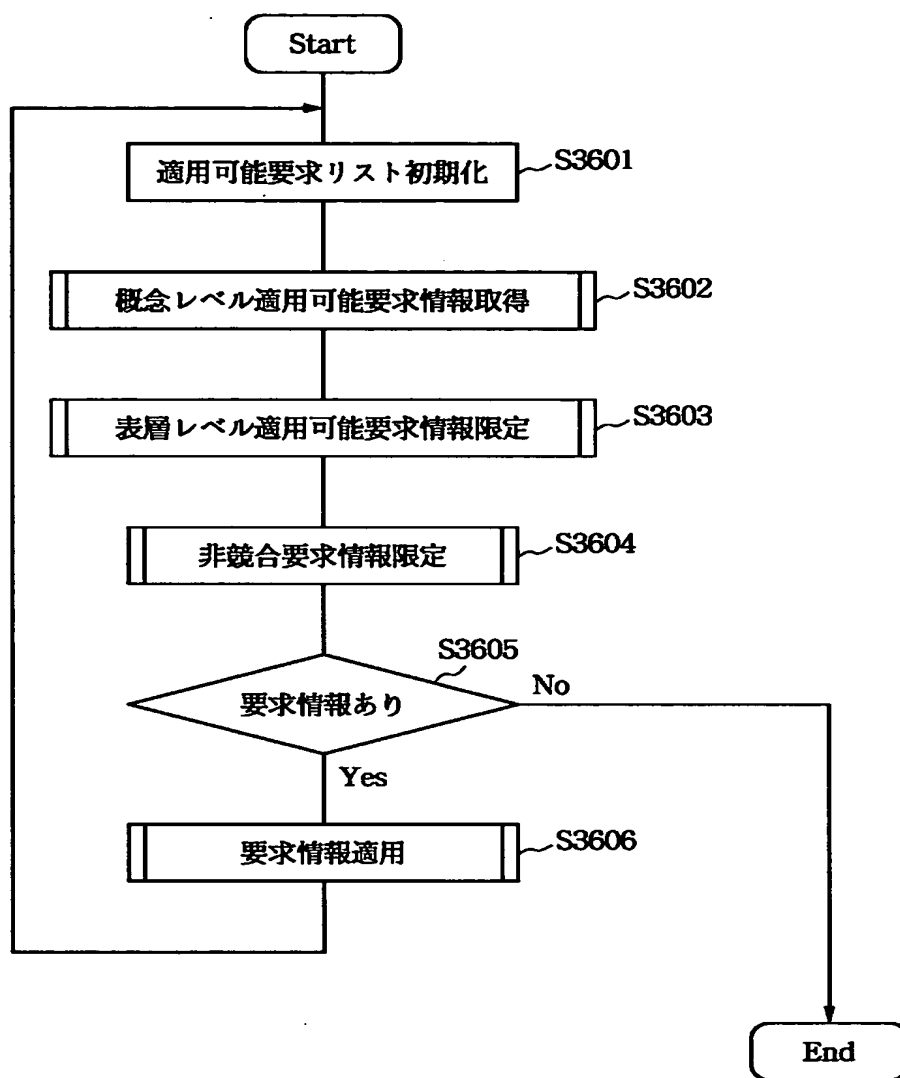 Start
適用可能要求リスト初期化
S3601
概念レベル適用可能要求情報取得
S3602
表層レベル適用可能要求情報限定
S3603
非競合要求情報限定
S3604
S3605
要求情報あり
No
Yes
要求情報適用
S3606
End